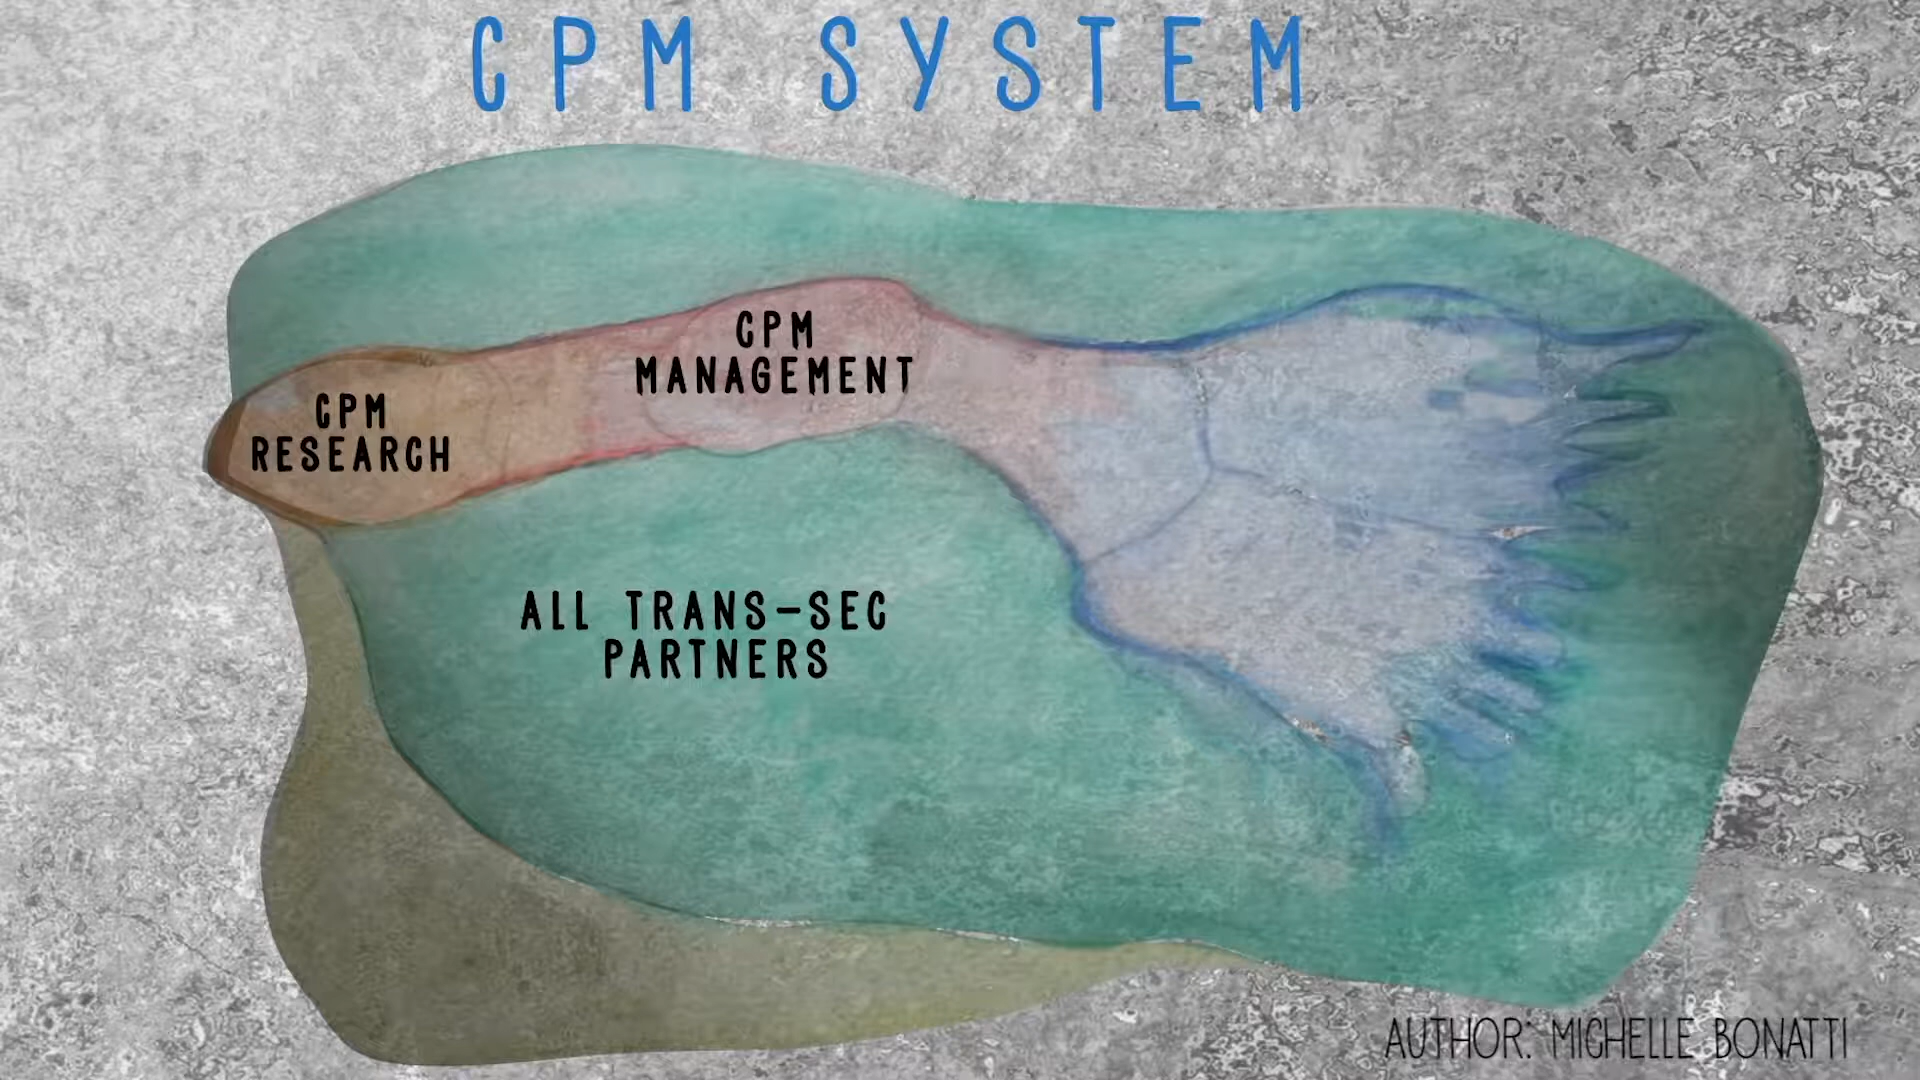 CPM SYSTEM
CPM
MANAGEMENT
CPM
RESEARCH
ALL TRANS-SEC
PARTNERS
AUTHOR: MICHELLE BONATTI